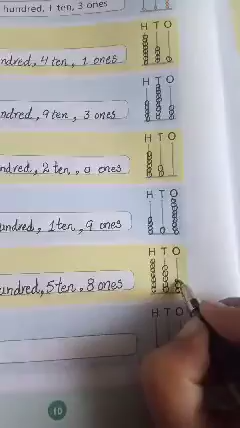 hundred, 1 ten, 3 ones
H T O
ndred, 4 ten, 1 ones
H T O
ndred, 9 ten, 3 ones
H T O
ndred, 2 ten, 0 ones
H T O
undred, 1 ten, 9 ones
H T O
undred, 5 ten, 8 ones
H T O
10